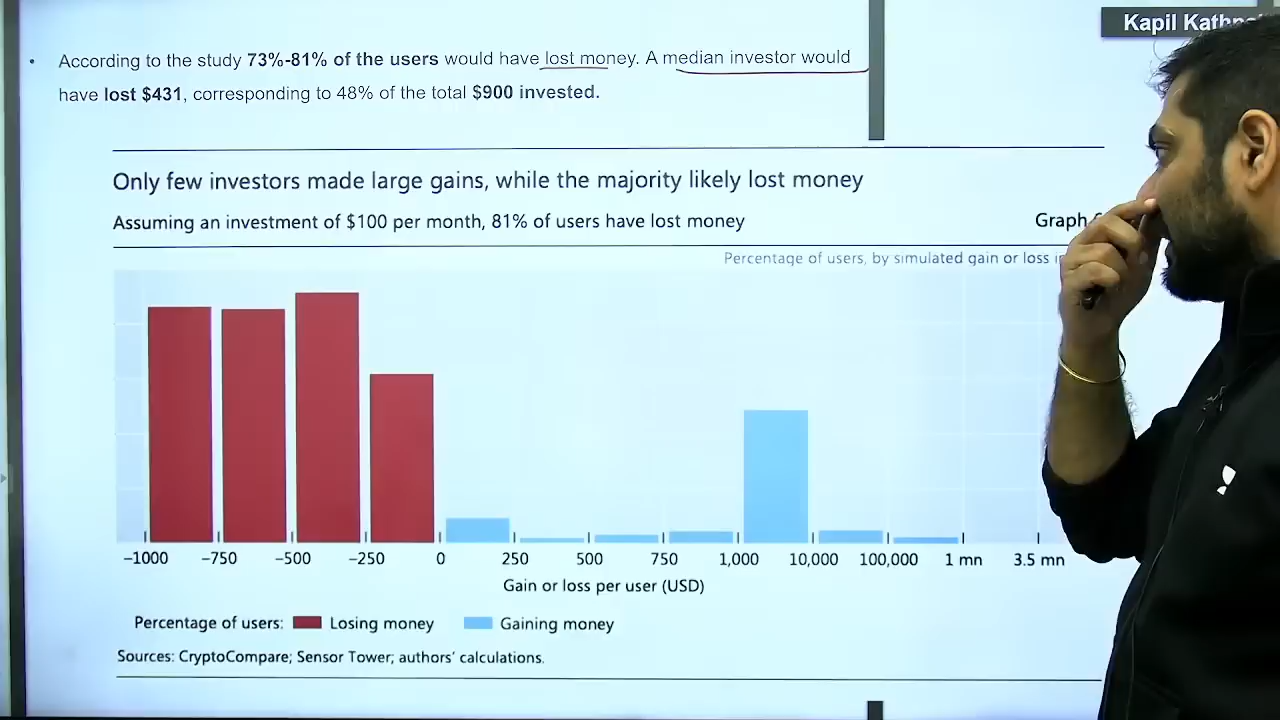 Kapil
• According to the study 73%-81% of the users would have lost money. A median investor would
have lost $431, corresponding to 48% of the total $900 invested.
Only few investors made large gains, while the majority likely lost money
Assuming an investment of $100 per month, 81% of users have lost money
Graph
Percentage of users, by simulated gain or loss
−1000 −750 −500 −250 0 250 500 750 1,000 10,000 100,000 1 mn 3.5 mn
Gain or loss per user (USD)
Percentage of users: Losing money Gaining money
Sources: CryptoCompare; Sensor Tower; authors’ calculations.